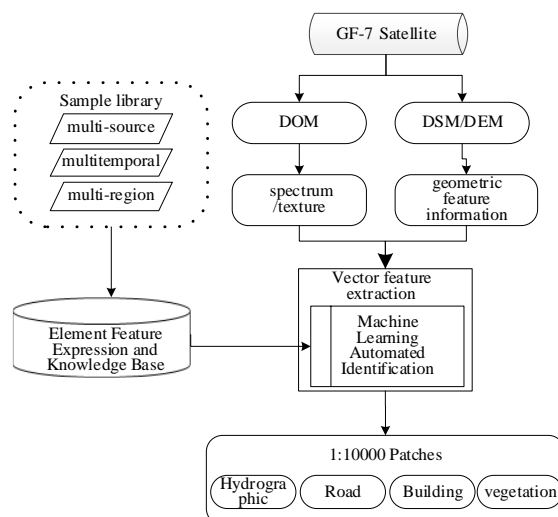 GF-7 Satellite
Sample library
multi-source
multitemporal
multi-region
DOM
DSM/DEM
spectrum
/texture
geometric
feature
information
Vector feature
extraction
Machine
Learning
Automated
Identification
Element Feature
Expression and
Knowledge Base
1:10000 Patches
Hydrogra
phic
Road
Building
vegetation